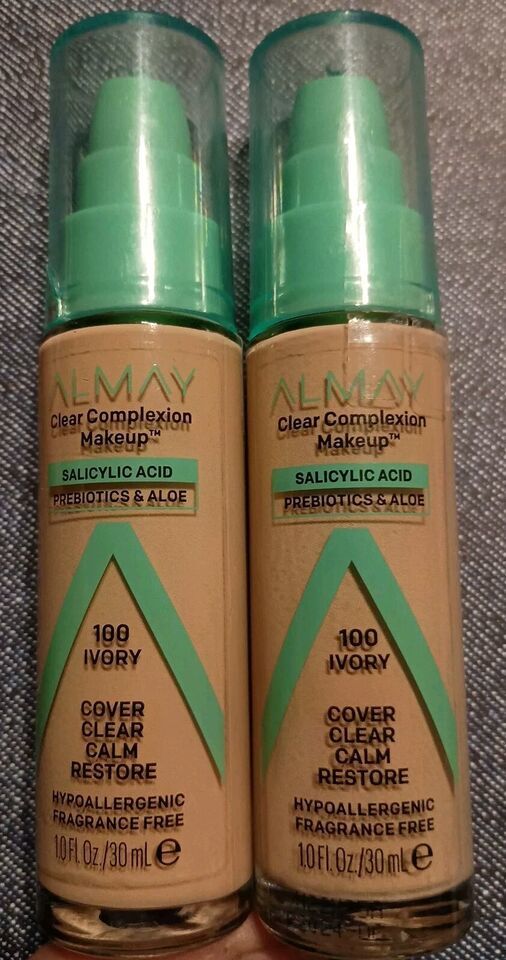 ALMAY
Clear Complexion
Makeup™
SALICYLIC ACID
PREBIOTICS & ALOE
100
IVORY
COVER
CLEAR
CALM
RESTORE
HYPOALLERGENIC
FRAGRANCE FREE
1.0 Fl. Oz./30 mL ℮
ALMAY
Clear Complexion
Makeup™
SALICYLIC ACID
PREBIOTICS & ALOE
100
IVORY
COVER
CLEAR
CALM
RESTORE
HYPOALLERGENIC
FRAGRANCE FREE
1.0 Fl. Oz./30 mL ℮